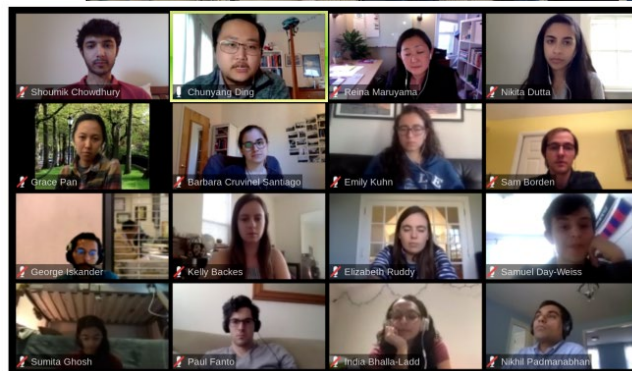 Shoumik Chowdhury
Chunyang Ding
Reina Maruyama
Nikita Dutta
Grace Pan
Barbara Cruvinel Santiago
Emily Kuhn
Sam Borden
George Iskander
Kelly Backes
Elizabeth Ruddy
Samuel Day-Weiss
Sumita Ghosh
Paul Fanto
India Bhalla-Ladd
Nikhil Padmanabhan